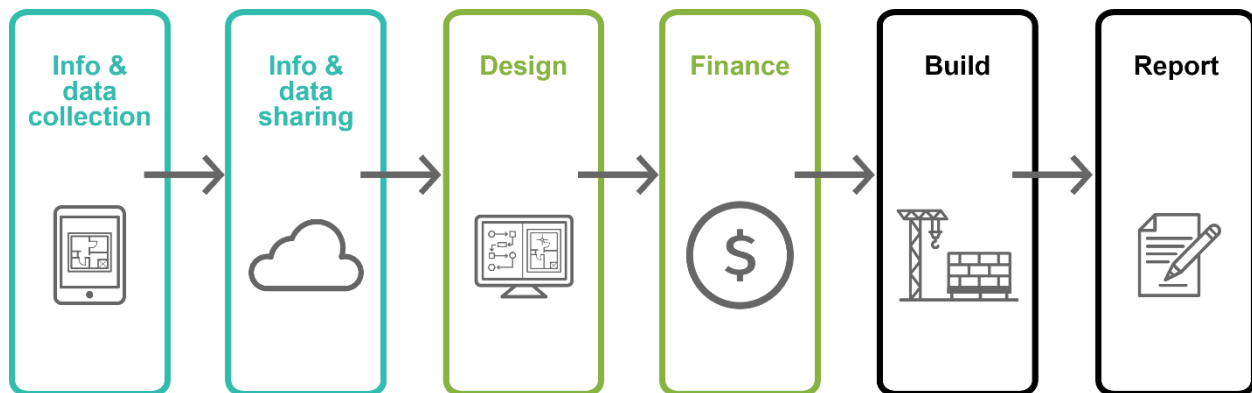 Info &
data
collection
Info &
data
sharing
Design
Finance
Build
Report
$